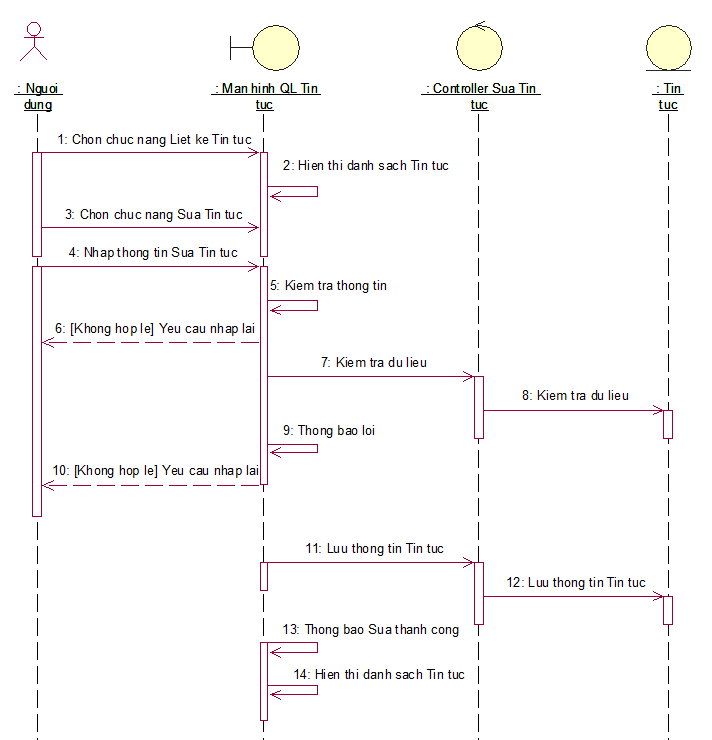 : Nguoi
dung
: Man hinh QL Tin
tuc
: Controller Sua Tin
tuc
: Tin
tuc
1: Chon chuc nang Liet ke Tin tuc
2: Hien thi danh sach Tin tuc
3: Chon chuc nang Sua Tin tuc
4: Nhap thong tin Sua Tin tuc
5: Kiem tra thong tin
6: [Khong hop le] Yeu cau nhap lai
7: Kiem tra du lieu
8: Kiem tra du lieu
9: Thong bao loi
10: [Khong hop le] Yeu cau nhap lai
11: Luu thong tin Tin tuc
12: Luu thong tin Tin tuc
13: Thong bao Sua thanh cong
14: Hien thi danh sach Tin tuc